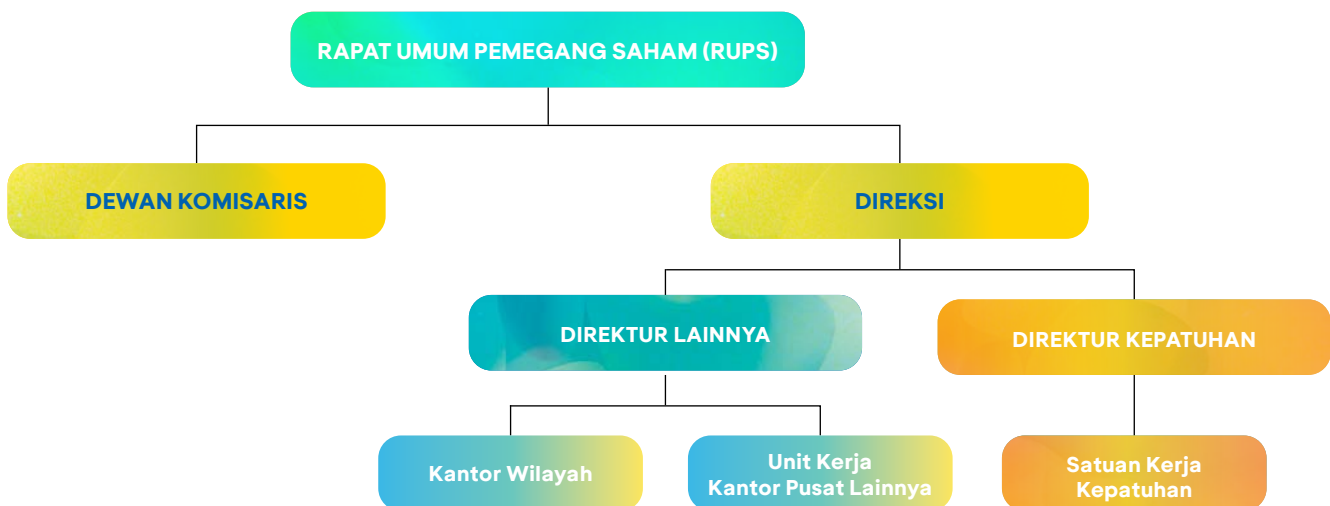 RAPAT UMUM PEMEGANG SAHAM (RUPS)
DEWAN KOMISARIS
DIREKSI
DIREKTUR LAINNYA
DIREKTUR KEPATUHAN
Kantor Wilayah
Unit Kerja
Kantor Pusat Lainnya
Satuan Kerja
Kepatuhan